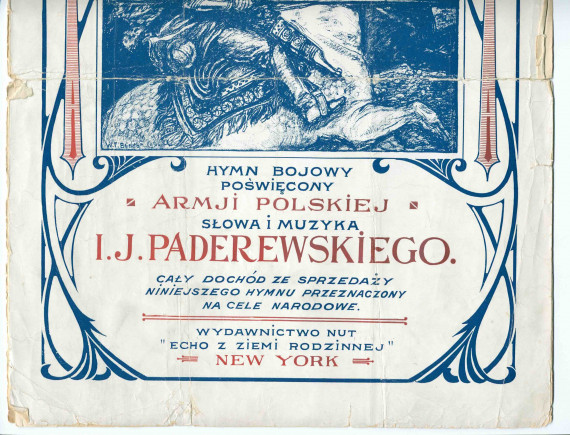 HYMN BOJOWY
POŚWIĘCONY
ARMJI POLSKIEJ
SŁOWA i MUZYKA
I.J. PADEREWSKiEGO.
CAŁY DOCHÓD ZE SPRZEDAŻY
NINIEJSZEGO HYMNU PRZEZNACZONY
NA CELE NARODOWE.
WYDAWNICTWO NUT
"ECHO Z ZIEMI RODZINNEJ"
NEW YORK